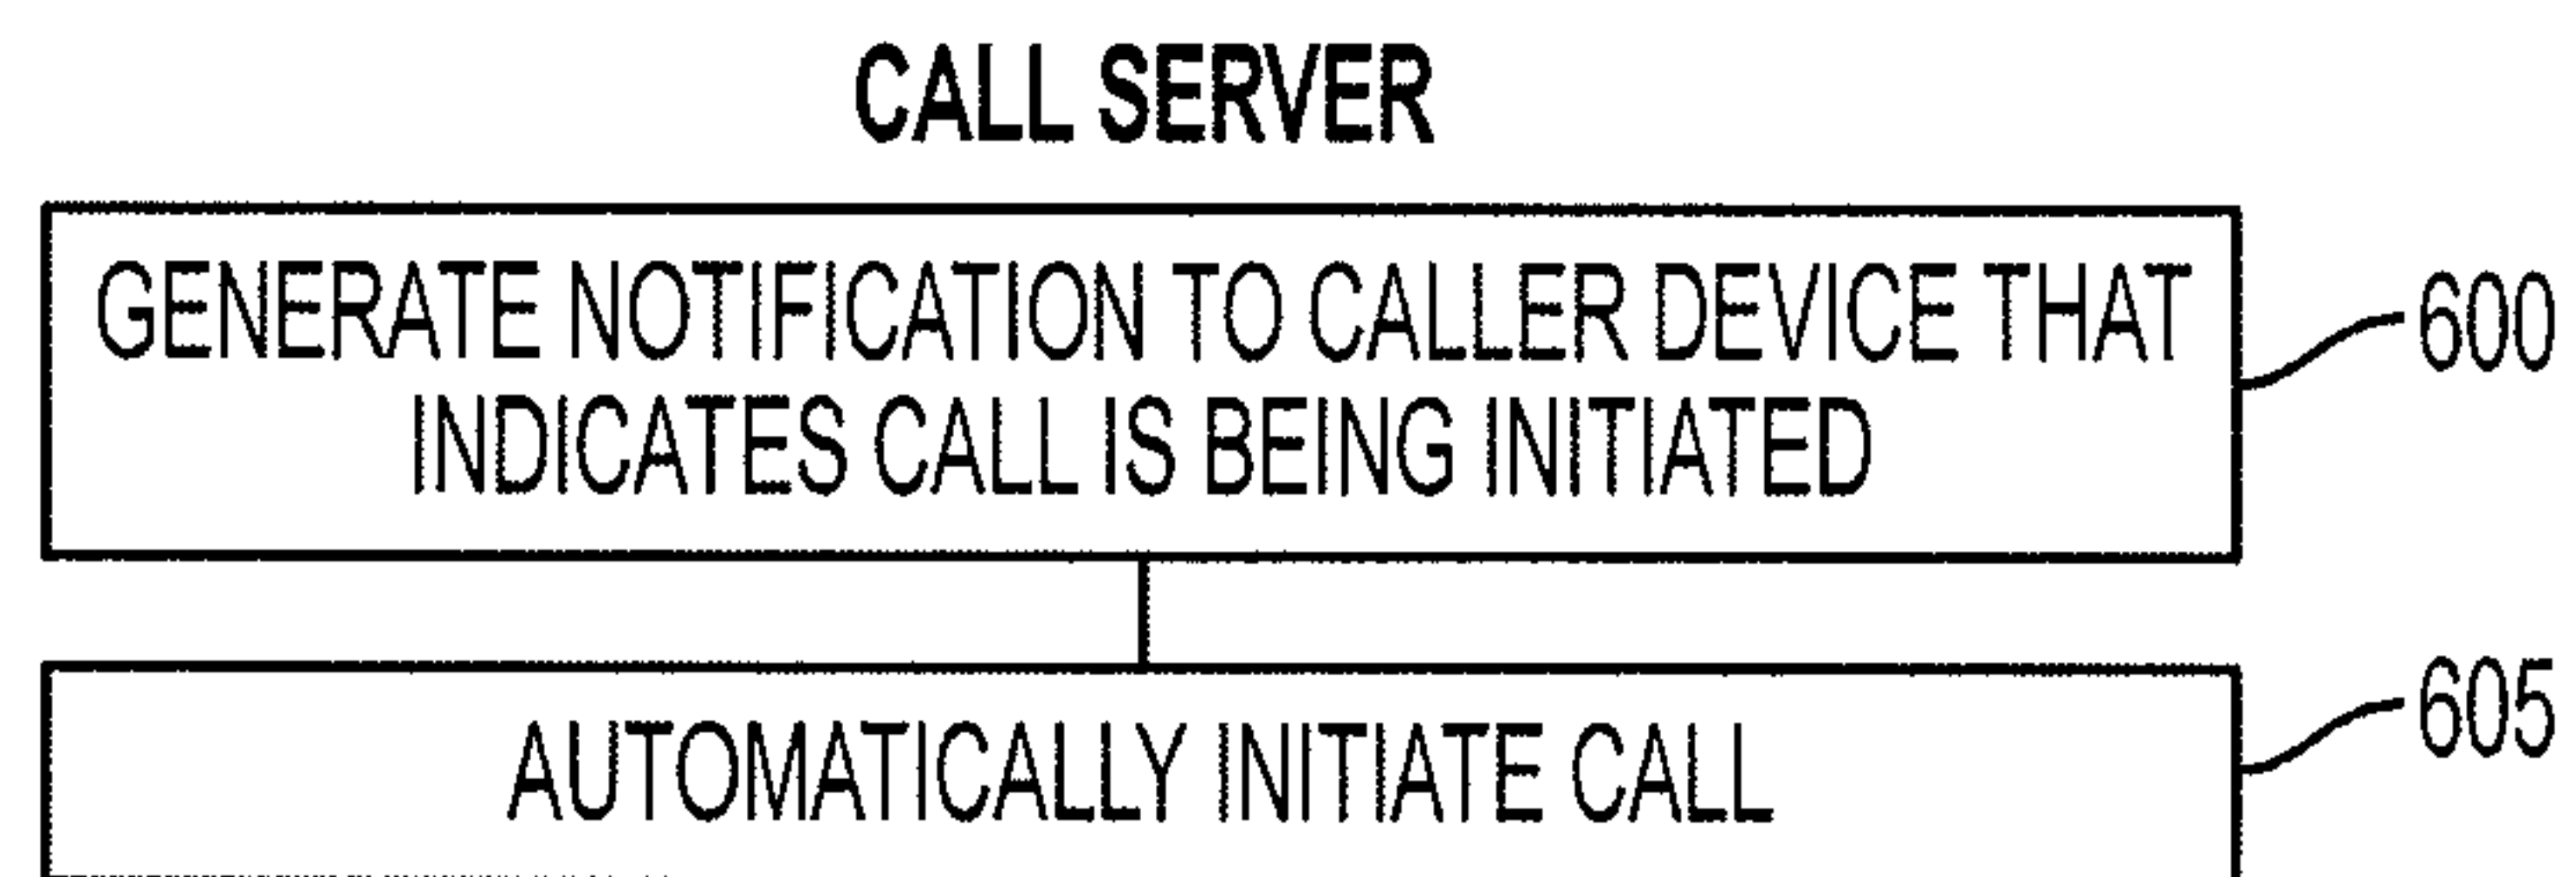 CALL SERVER
GENERATE NOTIFICATION TO CALLER DEVICE THAT
INDICATES CALL IS BEING INITIATED
600
AUTOMATICALLY INITIATE CALL
605